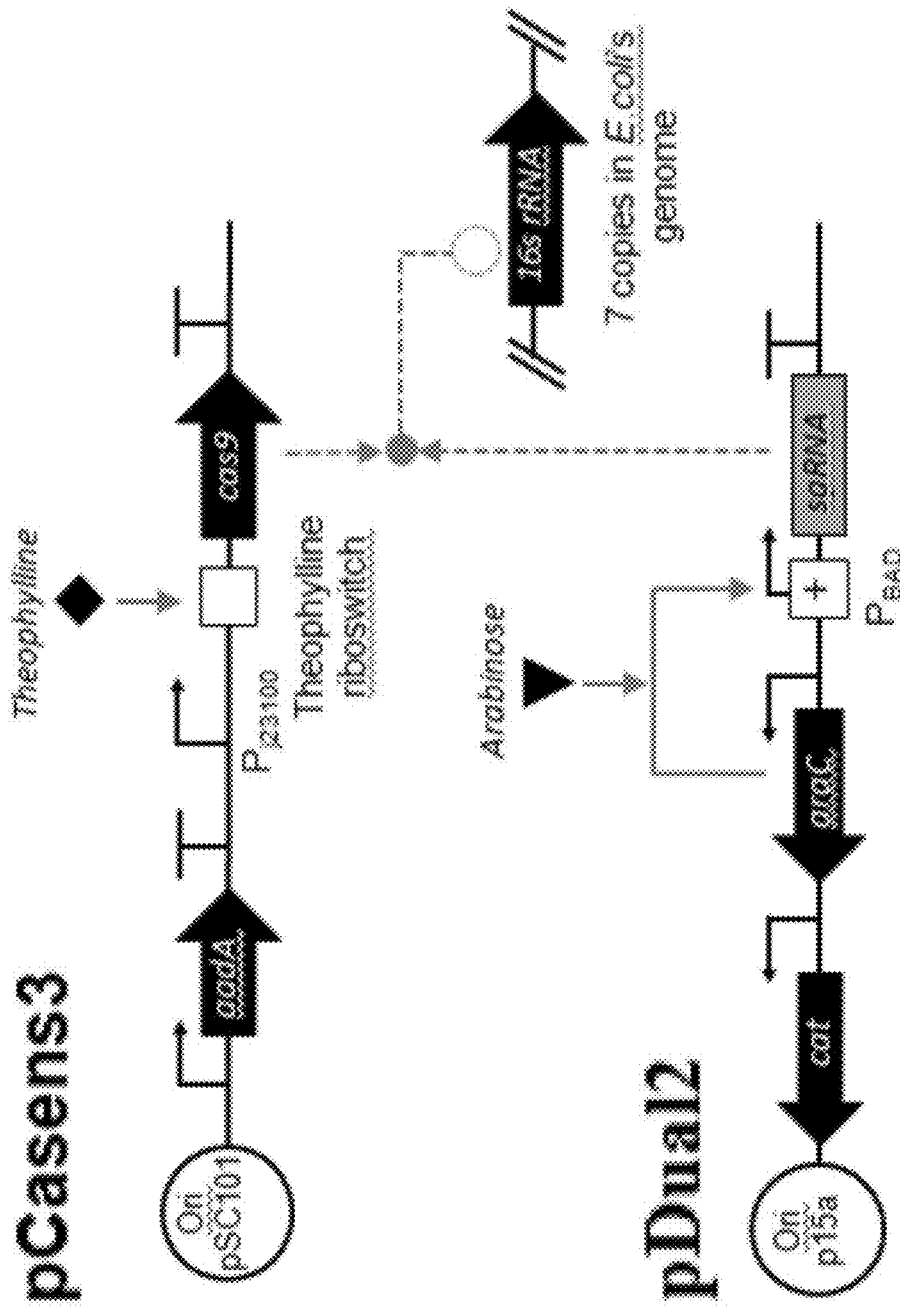 pCasens3
Theophylline
Ori
pSC101
aadA
P J23100
Theophylline
riboswitch
cas9
16s rRNA
7 copies in E.coli's
genome
pDual2
Arabinose
Ori
p15a
cat
araC
+
P BAD
sgRNA